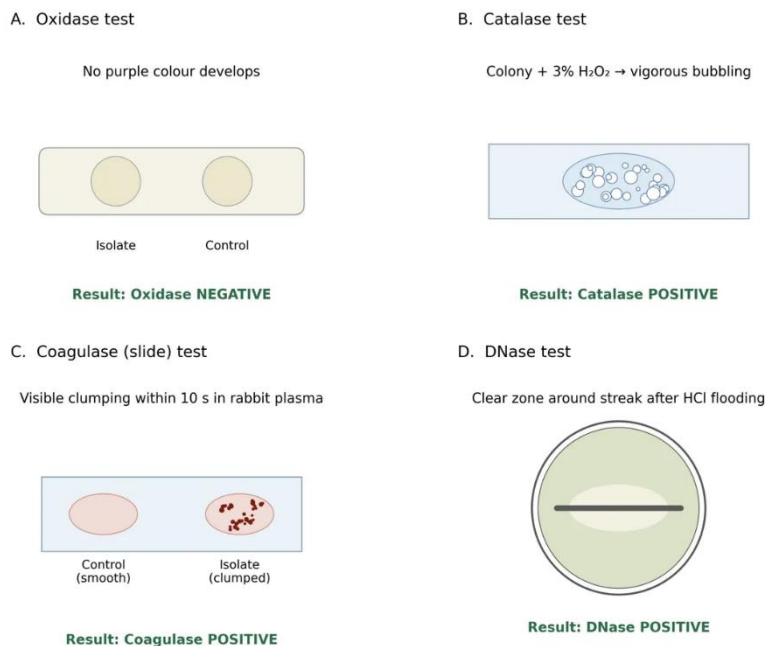 A.  Oxidase test
No purple colour develops
Isolate
Control
Result: Oxidase NEGATIVE
B.  Catalase test
Colony + 3% H₂O₂ → vigorous bubbling
Result: Catalase POSITIVE
C.  Coagulase (slide) test
Visible clumping within 10 s in rabbit plasma
Control
(smooth)
Isolate
(clumped)
Result: Coagulase POSITIVE
D.  DNase test
Clear zone around streak after HCl flooding
Result: DNase POSITIVE